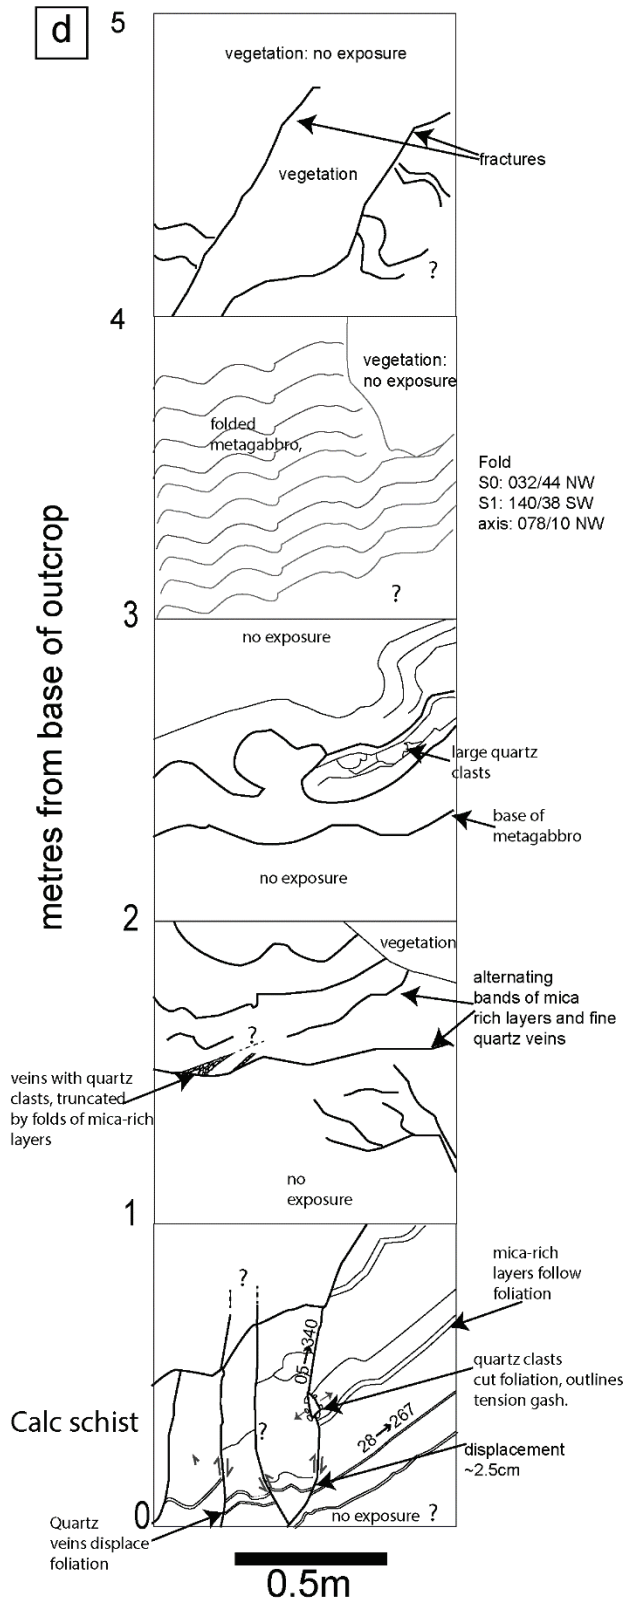 d
5
vegetation: no exposure
fractures
vegetation
?
4
vegetation:
no exposure
folded
metagabbro,
Fold
S0: 032/44 NW
S1: 140/38 SW
axis: 078/10 NW
?
metres from base of outcrop
3
no exposure
large quartz
clasts
base of
metagabbro
no exposure
2
vegetation
alternating
bands of mica
rich layers and fine
quartz veins
?
veins with quartz
clasts, truncated
by folds of mica-rich
layers
no
exposure
1
mica-rich
layers follow
foliation
?
05→340
quartz clasts
cut foliation, outlines
tension gash.
Calc schist
?
28→267
displacement
~2.5cm
0
no exposure ?
Quartz
veins displace
foliation
0.5m